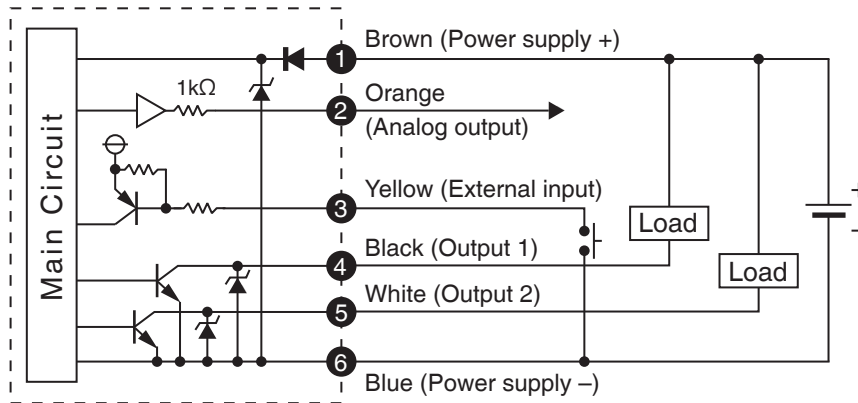 Main Circuit
1kΩ
1
Brown (Power supply +)
2
Orange
(Analog output)
3
Yellow (External input)
4
Black (Output 1)
5
White (Output 2)
6
Blue (Power supply –)
Load
Load
+
–